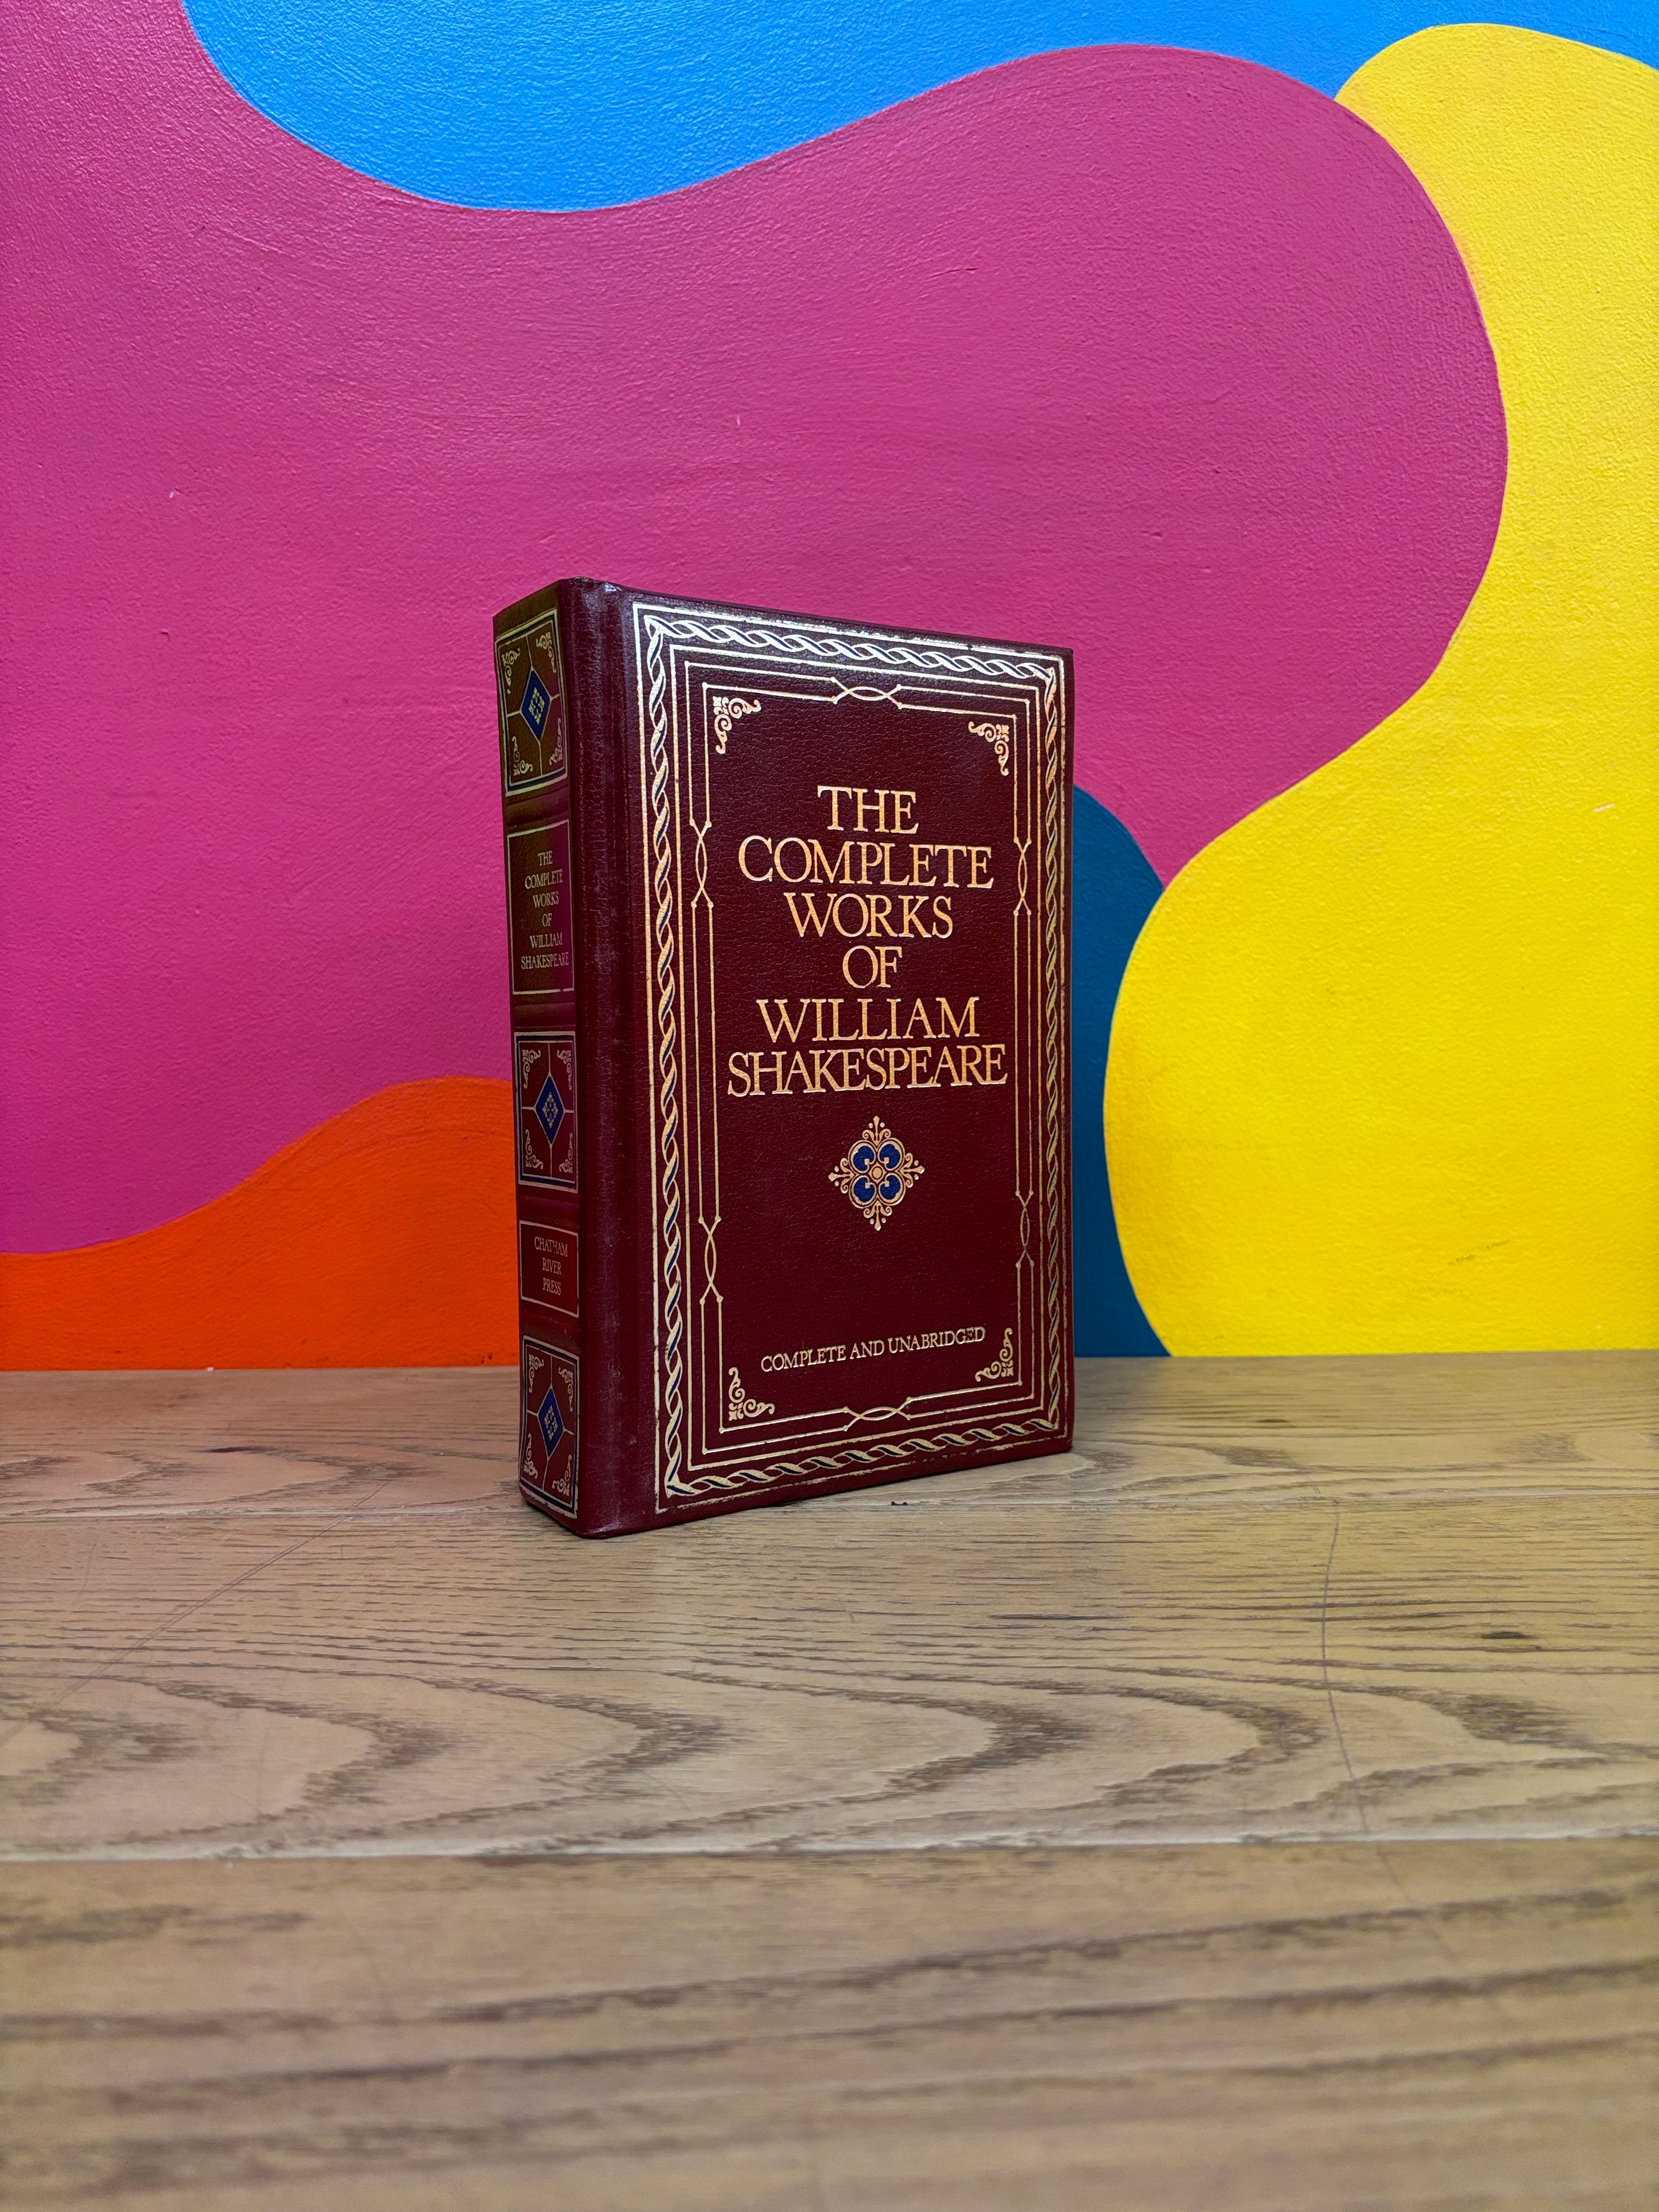 THE
COMPLETE
WORKS
OF
WILLIAM
SHAKESPEARE
CHATHAM
RIVER
PRESS
THE
COMPLETE
WORKS
OF
WILLIAM
SHAKESPEARE
COMPLETE AND UNABRIDGED